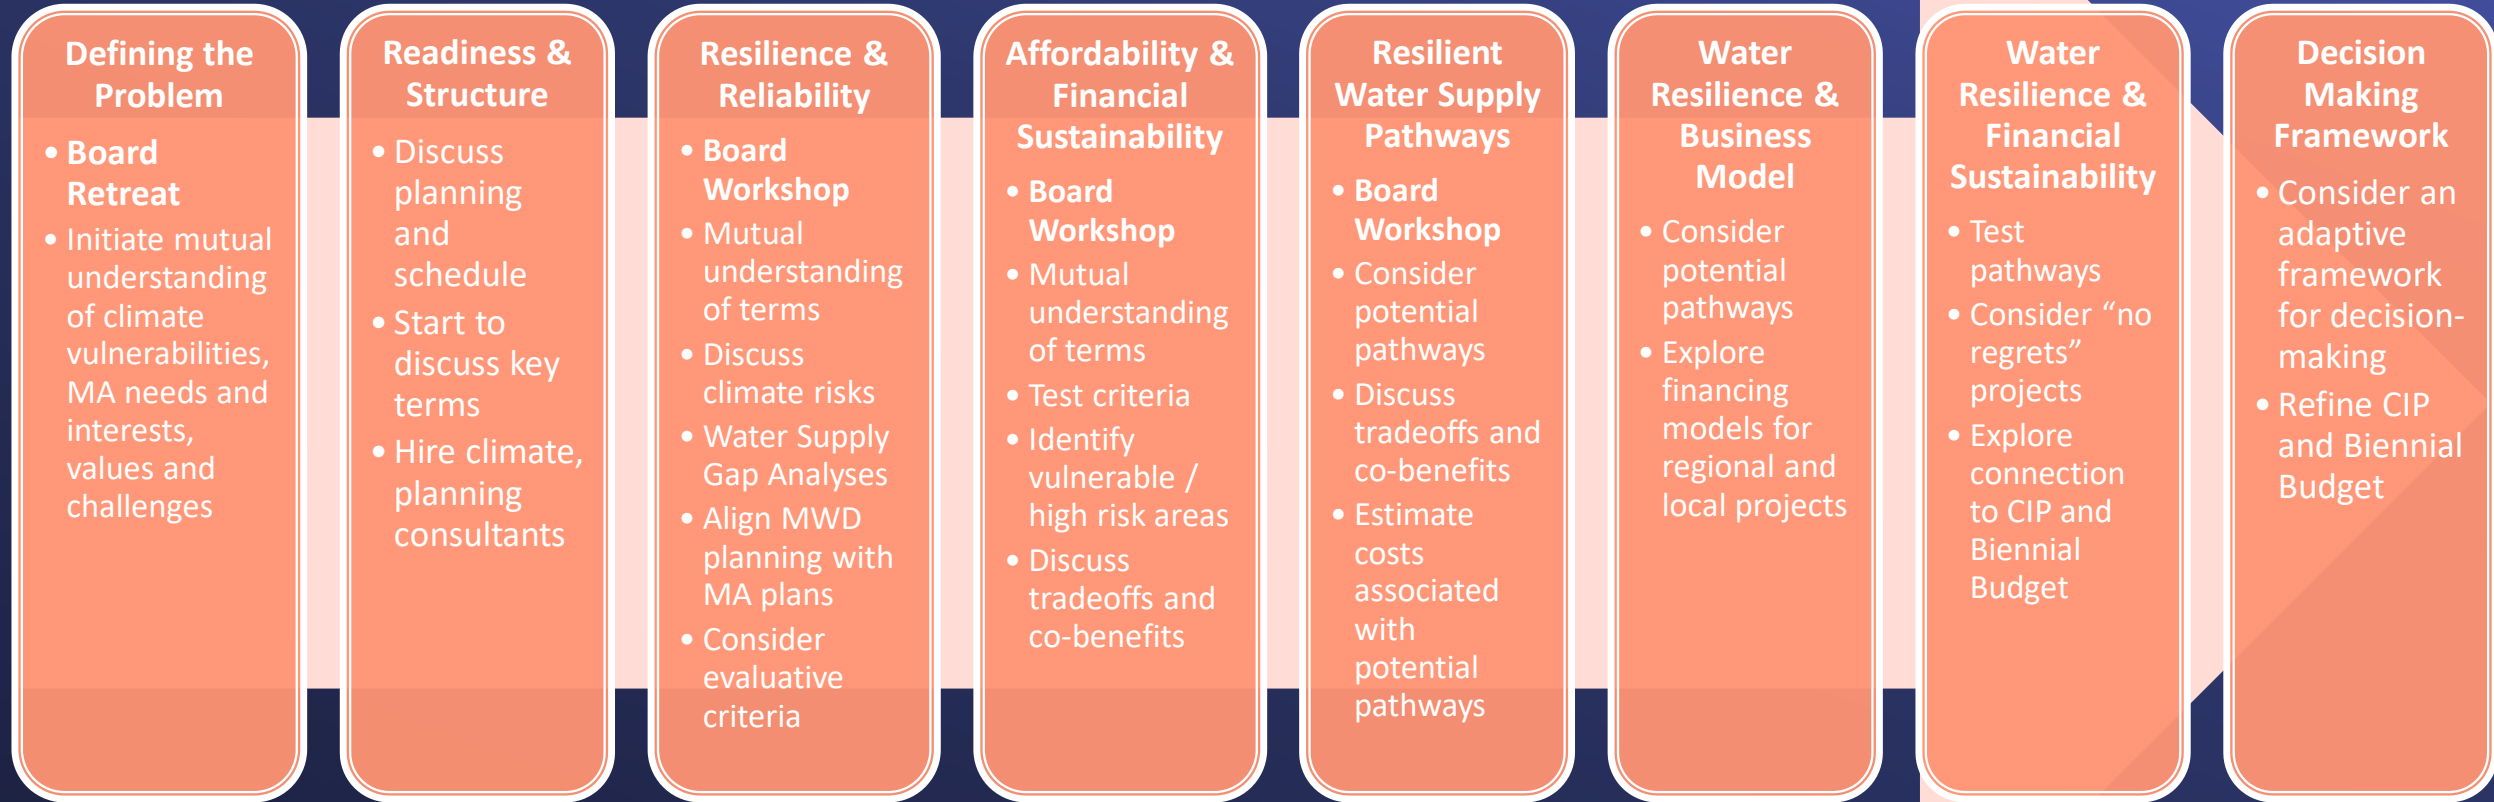 Defining the
Problem
• Board
Retreat
• Initiate mutual
understanding
of climate
vulnerabilities,
MA needs and
interests,
values and
challenges
Readiness &
Structure
• Discuss
planning
and
schedule
• Start to
discuss key
terms
• Hire climate,
planning
consultants
Resilience &
Reliability
• Board
Workshop
• Mutual
understanding
of terms
• Discuss
climate risks
• Water Supply
Gap Analyses
• Align MWD
planning with
MA plans
• Consider
evaluative
criteria
Affordability &
Financial
Sustainability
• Board
Workshop
• Mutual
understanding
of terms
• Test criteria
• Identify
vulnerable /
high risk areas
• Discuss
tradeoffs and
co-benefits
Resilient
Water Supply
Pathways
• Board
Workshop
• Consider
potential
pathways
• Discuss
tradeoffs and
co-benefits
• Estimate
costs
associated
with
potential
pathways
Water
Resilience &
Business
Model
• Consider
potential
pathways
• Explore
financing
models for
regional and
local projects
Water
Resilience &
Financial
Sustainability
• Test
pathways
• Consider “no
regrets”
projects
• Explore
connection
to CIP and
Biennial
Budget
Decision
Making
Framework
• Consider an
adaptive
framework
for decision-
making
• Refine CIP
and Biennial
Budget